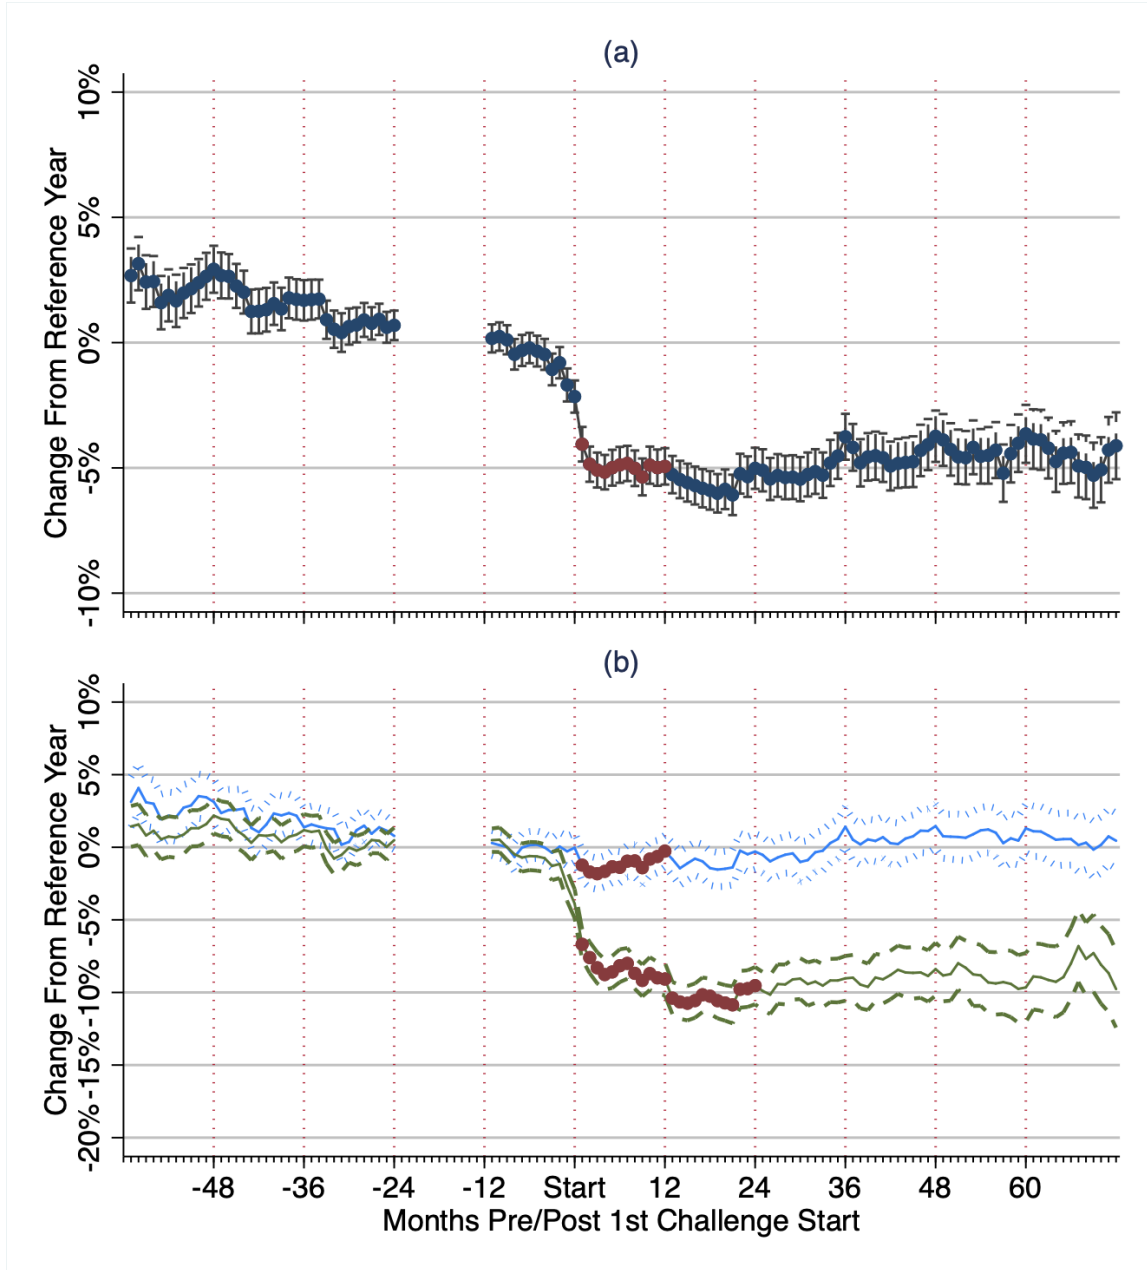 (a)
Change From Reference Year
10%
5%
0%
-5%
-10%
(b)
Change From Reference Year
10%
5%
0%
-5%
-10%
-15%
-20%
-48 -36 -24 -12 Start 12 24 36 48 60
Months Pre/Post 1st Challenge Start